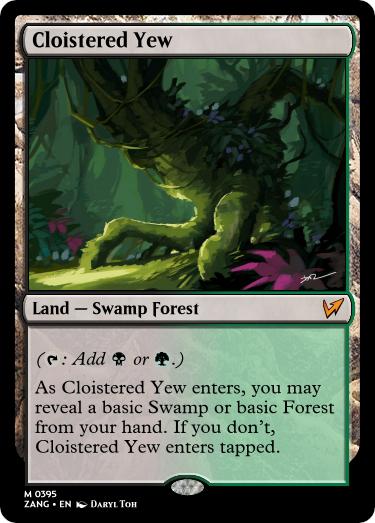 Cloistered Yew
Land — Swamp Forest
(: Add or .)
As Cloistered Yew enters, you may
reveal a basic Swamp or basic Forest
from your hand. If you don't,
Cloistered Yew enters tapped.
M 0395
ZANG • EN Daryl Toh